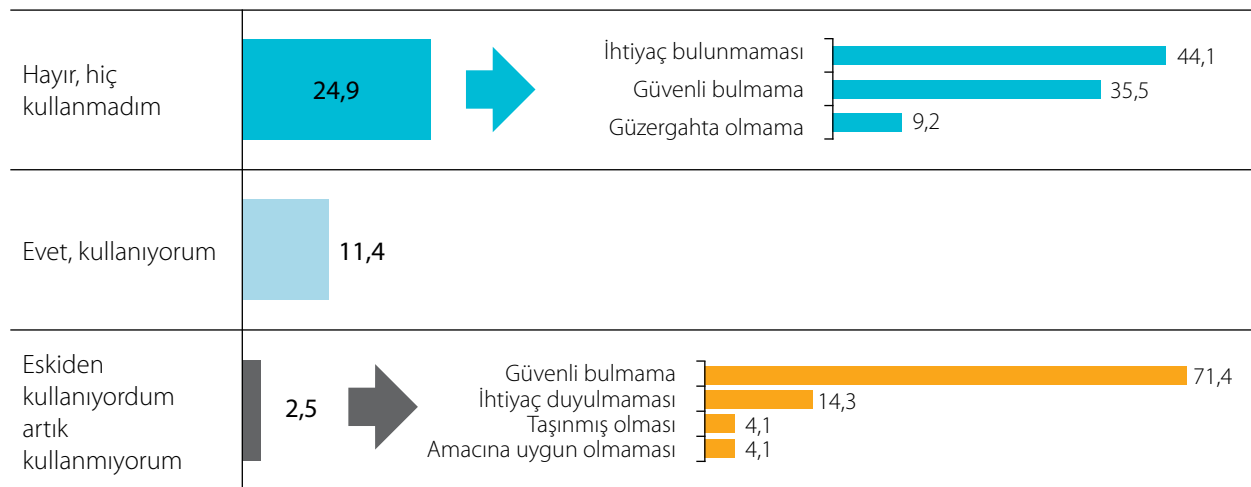 Hayır, hiç
kullanmadım
24,9
İhtiyaç bulunmaması
44,1
Güvenli bulmama
35,5
Güzergahta olmama
9,2
Evet, kullanıyorum
11,4
Eskiden
kullanıyordum
artık
kullanmıyorum
2,5
Güvenli bulmama
71,4
İhtiyaç duyulmaması
14,3
Taşınmış olması
4,1
Amacına uygun olmaması
4,1